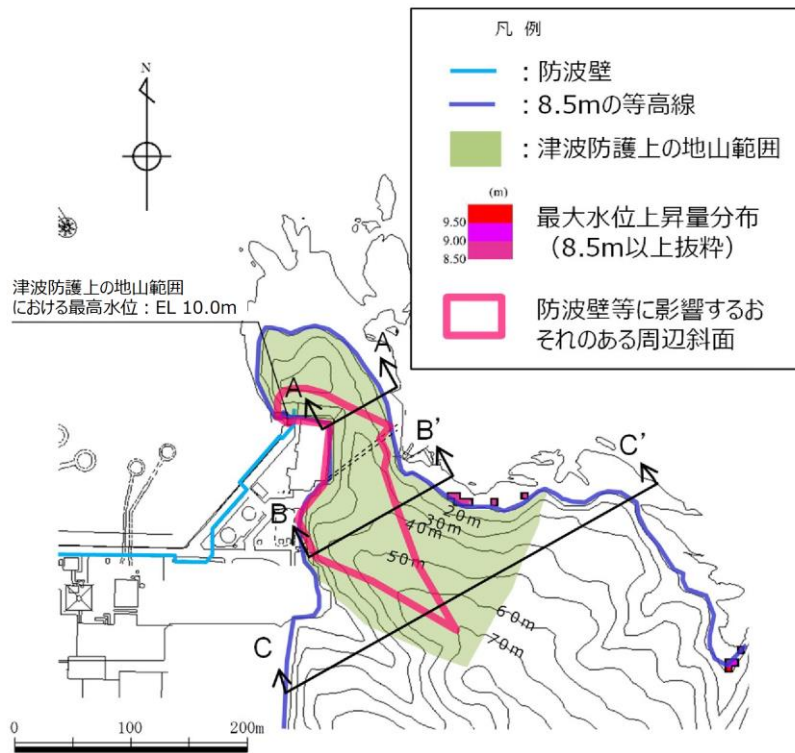 凡 例
：防波壁
：8.5mの等高線
：津波防護上の地山範囲
(m)
9.50
9.00
8.50
最大水位上昇量分布
（8.5m以上抜粋）
防波壁等に影響するお
それのある周辺斜面
N
津波防護上の地山範囲
における最高水位：EL 10.0m
A
A
B'
C'
B
C
20m
30m
40m
50m
60m
70m
0
100
200m